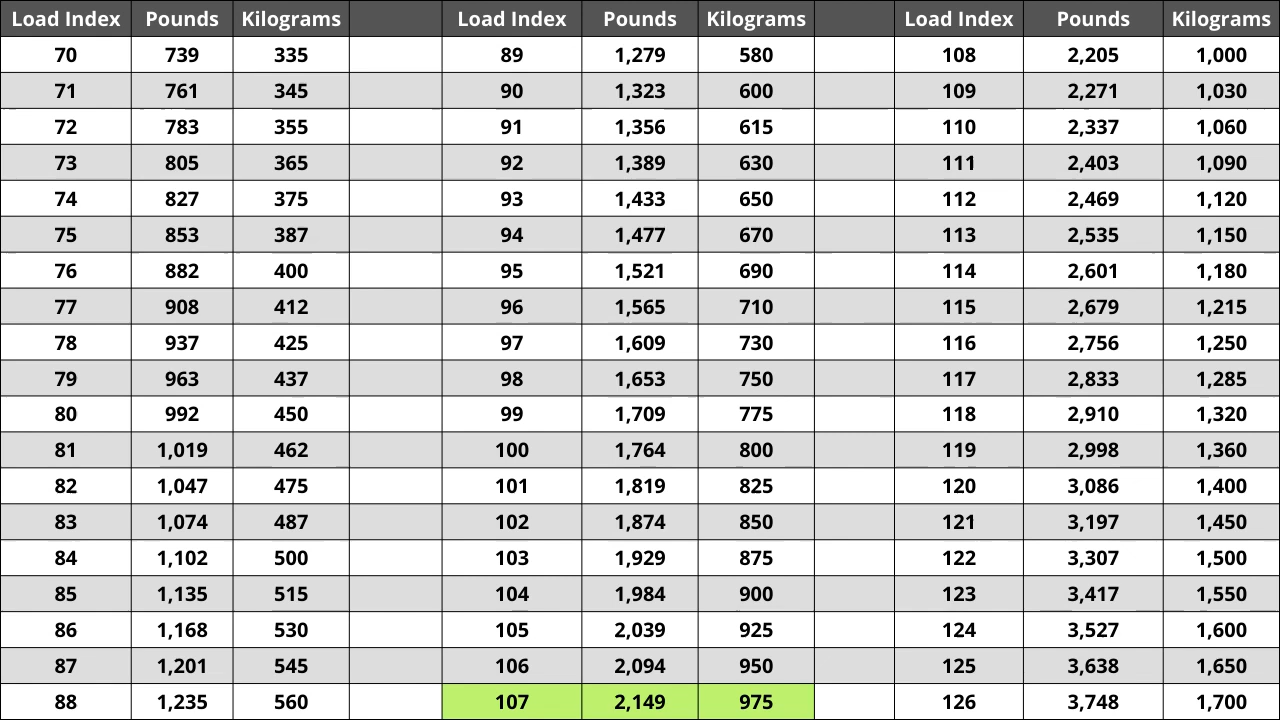 Load Index Pounds Kilograms Load Index Pounds Kilograms Load Index Pounds Kilograms
70 739 335 89 1,279 580 108 2,205 1,000
71 761 345 90 1,323 600 109 2,271 1,030
72 783 355 91 1,356 615 110 2,337 1,060
73 805 365 92 1,389 630 111 2,403 1,090
74 827 375 93 1,433 650 112 2,469 1,120
75 853 387 94 1,477 670 113 2,535 1,150
76 882 400 95 1,521 690 114 2,601 1,180
77 908 412 96 1,565 710 115 2,679 1,215
78 937 425 97 1,609 730 116 2,756 1,250
79 963 437 98 1,653 750 117 2,833 1,285
80 992 450 99 1,709 775 118 2,910 1,320
81 1,019 462 100 1,764 800 119 2,998 1,360
82 1,047 475 101 1,819 825 120 3,086 1,400
83 1,074 487 102 1,874 850 121 3,197 1,450
84 1,102 500 103 1,929 875 122 3,307 1,500
85 1,135 515 104 1,984 900 123 3,417 1,550
86 1,168 530 105 2,039 925 124 3,527 1,600
87 1,201 545 106 2,094 950 125 3,638 1,650
88 1,235 560 107 2,149 975 126 3,748 1,700